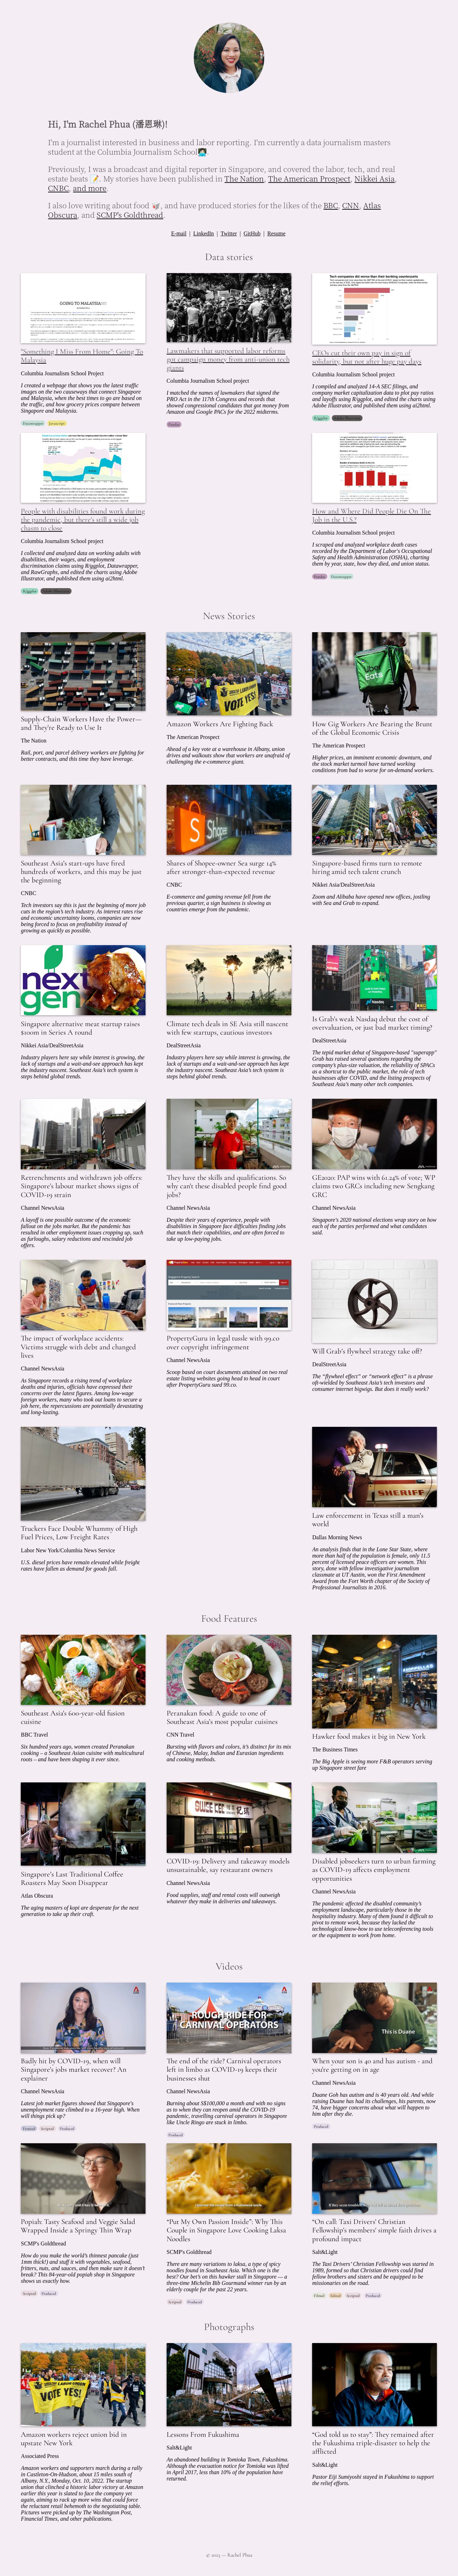 Hi, I'm Rachel Phua (潘恩琳)!
I'm a journalist interested in business and labor reporting. I'm currently a data journalism masters
student at the Columbia Journalism School
Previously, I was a broadcast and digital reporter in Singapore, and covered the labor, tech, and real
estate beats 📝. My stories have been published in The Nation, The American Prospect, Nikkei Asia,
CNBC, and more.
I also love writing about food 🥡, and have produced stories for the likes of the BBC, CNN, Atlas
Obscura, and SCMP's Goldthread.
E-mail | LinkedIn | Twitter | GitHub | Resume
Data stories
GOING TO MALAYSIA
"Something I Miss From Home": Going To
Malaysia
Columbia Journalism School Project
I created a webpage that shows you the latest traffic
images on the two causeways that connect Singapore
and Malaysia, when the best times to go are based on
the traffic, and how grocery prices compare between
Singapore and Malaysia.
Datawrapper Javascript
Lawmakers that supported labor reforms
got campaign money from anti-union tech
giants
Columbia Journalism School project
I matched the names of lawmakers that signed the
PRO Act in the 117th Congress and records that
showed congressional candidates who got money from
Amazon and Google PACs for the 2022 midterms.
Pandas
Tech companies did worse than their banking counterparts
CEOs cut their own pay in sign of
solidarity, but not after huge pay days
Columbia Journalism School project
I compiled and analyzed 14-A SEC filings, and
company market capitalization data to plot pay ratios
and layoffs using R/ggplot, and edited the charts using
Adobe Illustrator, and published them using ai2html.
R/ggplot Adobe Illustrator
People with disabilities found work during
the pandemic, but there's still a wide job
chasm to close
Columbia Journalism School project
I collected and analyzed data on working adults with
disabilities, their wages, and employment
discrimination claims using R/ggplot, Datawrapper,
and RawGraphs, and edited the charts using Adobe
Illustrator, and published them using ai2html.
R/ggplot Adobe Illustrator
How and Where Did People Die On The
Job in the U.S.?
Columbia Journalism School project
I scraped and analyzed workplace death cases
recorded by the Department of Labor's Occupational
Safety and Health Administration (OSHA), charting
them by year, state, how they died, and union status.
Pandas Datawrapper
News Stories
Supply-Chain Workers Have the Power—
and They're Ready to Use It
The Nation
Rail, port, and parcel delivery workers are fighting for
better contracts, and this time they have leverage.
VOTE YES!
Amazon Workers Are Fighting Back
The American Prospect
Ahead of a key vote at a warehouse in Albany, union
drives and walkouts show that workers are unafraid of
challenging the e-commerce giant.
Uber
Eats
How Gig Workers Are Bearing the Brunt
of the Global Economic Crisis
The American Prospect
Higher prices, an imminent economic downturn, and
the stock market turmoil have turned working
conditions from bad to worse for on-demand workers.
Southeast Asia's start-ups have fired
hundreds of workers, and this may be just
the beginning
CNBC
Tech investors say this is just the beginning of more job
cuts in the region's tech industry. As interest rates rise
and economic uncertainty looms, companies are now
being forced to focus on profitability instead of
growing as quickly as possible.
Shares of Shopee-owner Sea surge 14%
after stronger-than-expected revenue
CNBC
E-commerce and gaming revenue fell from the
previous quarter, a sign business is slowing as
countries emerge from the pandemic.
Singapore-based firms turn to remote
hiring amid tech talent crunch
Nikkei Asia/DealStreetAsia
Zoom and Alibaba have opened new offices, jostling
with Sea and Grab to expand.
next
gen
Singapore alternative meat startup raises
$100m in Series A round
Nikkei Asia/DealStreetAsia
Industry players here say while interest is growing, the
lack of startups and a wait-and-see approach has kept
the industry nascent. Southeast Asia's tech system is
steps behind global trends.
Climate tech deals in SE Asia still nascent
with few startups, cautious investors
DealStreetAsia
Industry players here say while interest is growing, the
lack of startups and a wait-and-see approach has kept
the industry nascent. Southeast Asia's tech system is
steps behind global trends.
Is Grab's weak Nasdaq debut the cost of
overvaluation, or just bad market timing?
DealStreetAsia
The tepid market debut of Singapore-based "superapp"
Grab has raised several questions regarding the
company's plus-size valuation, the reliability of SPACs
as a shortcut to the public market, the role of tech
businesses after COVID, and the listing prospects of
Southeast Asia's many other tech companies.
Retrenchments and withdrawn job offers:
Singapore's labour market shows signs of
COVID-19 strain
Channel NewsAsia
A layoff is one possible outcome of the economic
fallout on the jobs market. But the pandemic has
resulted in other employment issues cropping up, such
as furloughs, salary reductions and rescinded job
offers.
They have the skills and qualifications. So
why can't these disabled people find good
jobs?
Channel NewsAsia
Despite their years of experience, people with
disabilities in Singapore face difficulties finding jobs
that match their capabilities, and are often forced to
take up low-paying jobs.
GE2020: PAP wins with 61.24% of vote; WP
claims two GRCs including new Sengkang
GRC
Channel NewsAsia
Singapore's 2020 national elections wrap story on how
each of the parties performed and what candidates
said.
The impact of workplace accidents:
Victims struggle with debt and changed
lives
Channel NewsAsia
As Singapore records a rising trend of workplace
deaths and injuries, officials have expressed their
concerns over the latest figures. Among low-wage
foreign workers, many who took out loans to secure a
job here, the repercussions are potentially devastating
and long-lasting.
PropertyGuru in legal tussle with 99.co
over copyright infringement
Channel NewsAsia
Scoop based on court documents attained on two real
estate listing websites going head to head in court
after PropertyGuru sued 99.co.
Will Grab's flywheel strategy take off?
DealStreetAsia
The "flywheel effect" or "network effect" is a phrase
oft-wielded by Southeast Asia's tech investors and
consumer internet bigwigs. But does it really work?
Truckers Face Double Whammy of High
Fuel Prices, Low Freight Rates
Labor New York/Columbia News Service
U.S. diesel prices have remain elevated while freight
rates have fallen as demand for goods fall.
SHERIFF
Law enforcement in Texas still a man's
world
Dallas Morning News
An analysis finds that in the Lone Star State, where
more than half of the population is female, only 11.5
percent of licensed peace officers are women. This
story, done with fellow investigative journalism
classmate at UT Austin, won the First Amendment
Award from the Fort Worth chapter of the Society of
Professional Journalists in 2016.
Food Features
Southeast Asia's 600-year-old fusion
cuisine
BBC Travel
Six hundred years ago, women created Peranakan
cooking – a Southeast Asian cuisine with multicultural
roots – and have been shaping it ever since.
Peranakan food: A guide to one of
Southeast Asia's most popular cuisines
CNN Travel
Bursting with flavors and colors, it's distinct for its mix
of Chinese, Malay, Indian and Eurasian ingredients
and cooking methods.
Hawker food makes it big in New York
The Business Times
The Big Apple is seeing more F&B operators serving
up Singapore street fare
Singapore's Last Traditional Coffee
Roasters May Soon Disappear
Atlas Obscura
The aging masters of kopi are desperate for the next
generation to take up their craft.
COVID-19: Delivery and takeaway models
unsustainable, say restaurant owners
Channel NewsAsia
Food supplies, staff and rental costs will outweigh
whatever they make in deliveries and takeaways.
Disabled jobseekers turn to urban farming
as COVID-19 affects employment
opportunities
Channel NewsAsia
The pandemic affected the disabled community's
employment landscape, particularly those in the
hospitality industry. Many of them found it difficult to
pivot to remote work, because they lacked the
technological know-how to use teleconferencing tools
or the equipment to work from home.
Videos
Badly hit by COVID-19, when will
Singapore's jobs market recover? An
explainer
Channel NewsAsia
Latest job market figures showed that Singapore's
unemployment rate climbed to a 16-year high. When
will things pick up?
Scripted Produced
ROUGH RIDE FOR
CARNIVAL OPERATORS
The end of the ride? Carnival operators
left in limbo as COVID-19 keeps their
businesses shut
Channel NewsAsia
Burning about S$100,000 a month and with no signs
as to when they can reopen amid the COVID-19
pandemic, travelling carnival operators in Singapore
like Uncle Ringo are stuck in limbo.
Produced
This is Duane
When your son is 40 and has autism - and
you're getting on in age
Channel NewsAsia
Duane Goh has autism and is 40 years old. And while
raising Duane has had its challenges, his parents, now
74, have bigger concerns about what will happen to
him after they die.
Produced
Popiah: Tasty Seafood and Veggie Salad
Wrapped Inside a Springy Thin Wrap
SCMP's Goldthread
How do you make the world's thinnest pancake (just
1mm thick!) and stuff it with vegetables, seafood,
fritters, nuts, and sauces, and then make sure it doesn't
break? This 84-year-old popiah shop in Singapore
shows us exactly how.
Scripted Produced
"Put My Own Passion Inside": Why This
Couple in Singapore Love Cooking Laksa
Noodles
SCMP's Goldthread
There are many variations to laksa, a type of spicy
noodles found in Southeast Asia. Which one is the
best? Our bet's on this hawker stall in Singapore — a
three-time Michelin Bib Gourmand winner run by an
elderly couple for the past 22 years.
Scripted Produced
"On call: Taxi Drivers' Christian
Fellowship's members' simple faith drives a
profound impact
Salt&Light
The Taxi Drivers' Christian Fellowship was started in
1989, formed so that Christian drivers could find
fellow brothers and sisters and be equipped to be
missionaries on the road.
Filmed Edited Scripted Produced
Photographs
VOTE YES!
Amazon workers reject union bid in
upstate New York
Associated Press
Amazon workers and supporters march during a rally
in Castleton-On-Hudson, about 15 miles south of
Albany, N.Y., Monday, Oct. 10, 2022. The startup
union that clinched a historic labor victory at Amazon
earlier this year is slated to face the company yet
again, aiming to rack up more wins that could force
the reluctant retail behemoth to the negotiating table.
Pictures were picked up by The Washington Post,
Financial Times, and other publications.
Lessons From Fukushima
Salt&Light
An abandoned building in Tomioka Town, Fukushima.
Although the evacuation notice for Tomioka was lifted
in April 2017, less than 10% of the population have
returned.
"God told us to stay": They remained after
the Fukushima triple-disaster to help the
afflicted
Salt&Light
Pastor Eiji Sumiyoshi stayed in Fukushima to support
the relief efforts.
© 2023 — Rachel Phua